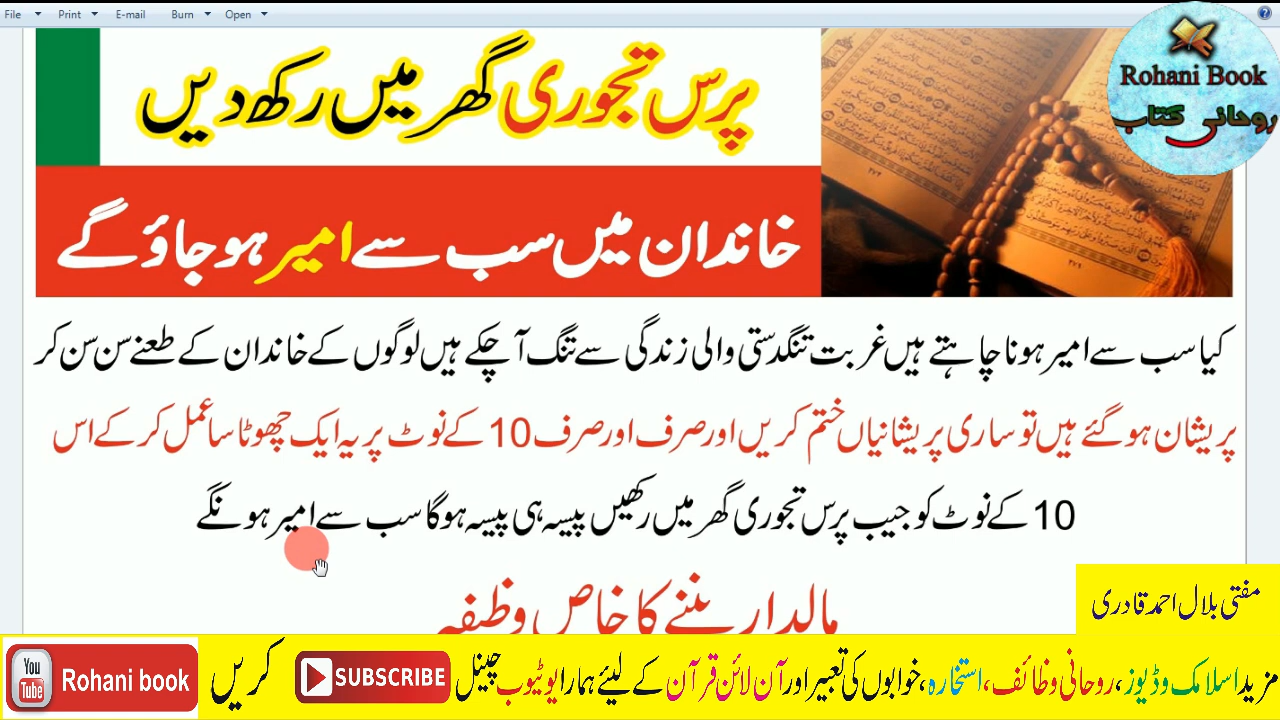 File Print E-mail Burn Open
پرس تجوری گھر میں رکھ دیں
خاندان میں سب سے امیر ہو جاؤ گے
Rohani Book
روحانی کتاب
کیا سب سے امیر ہونا چاہتے ہیں غربت تنگدستی والی زندگی سے تنگ آ چکے ہیں لوگوں کے خاندان کے طعنے سن سن کر
پریشان ہو گئے ہیں تو ساری پریشانیاں ختم کریں اور صرف اور صرف 10 کے نوٹ پر یہ ایک چھوٹا سا عمل کر کے اس
10 کے نوٹ کو جیب پرس تجوری گھر میں رکھیں پیسہ ہی پیسہ ہوگا سب سے امیر ہونگے
مالدار بننے کا خاص وظیفہ
مفتی بلال احمد قادری
مزید اسلامک وڈیوز، روحانی وظائف، استخارہ، خوابوں کی تعبیر اور آن لائن قرآن کے لیئے ہمارا یوٹیوب چینل SUBSCRIBE کریں
You Tube Rohani book